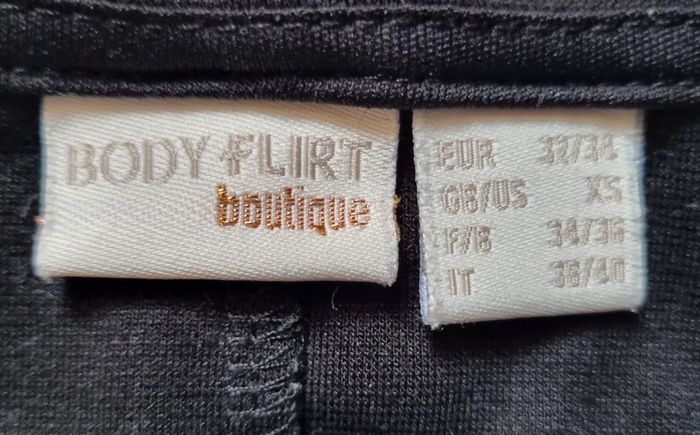 BODY FLIRT
boutique
EUR 32/34
GB/US XS
F/B 34/36
IT 38/40